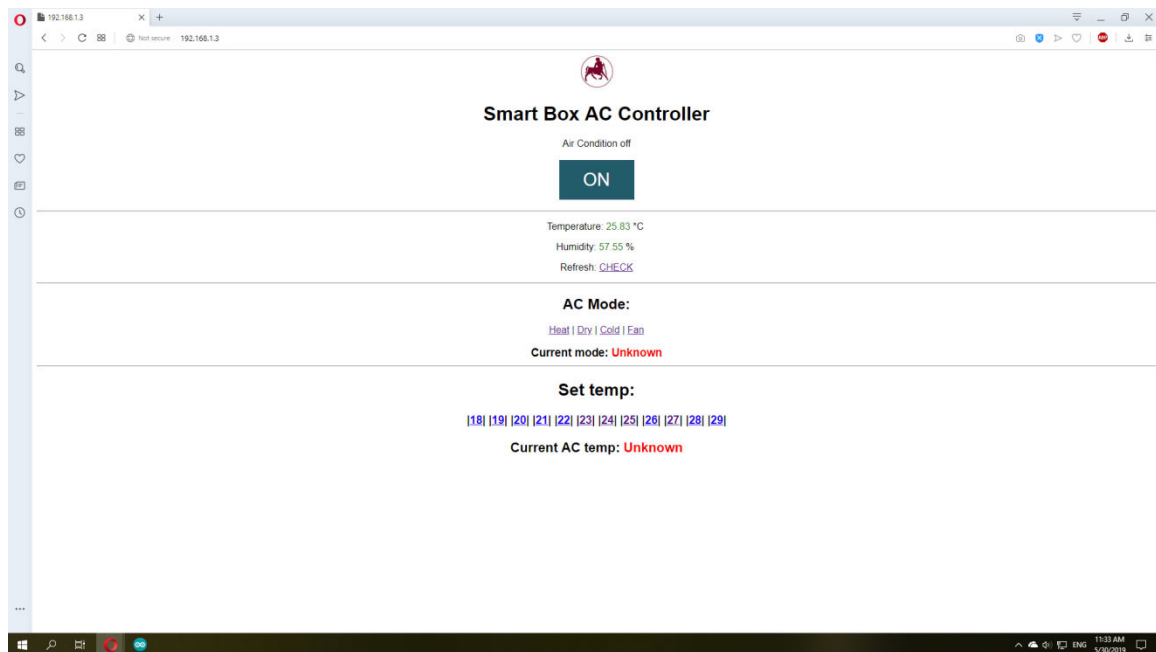 192.168.1.3
Not secure 192.168.1.3
ABP
Smart Box AC Controller
Air Condition off
ON
Temperature: 25.83 °C
Humidity: 57.55 %
Refresh: CHECK
AC Mode:
Heat | Dry | Cold | Fan
Current mode: Unknown
Set temp:
|18| |19| |20| |21| |22| |23| |24| |25| |26| |27| |28| |29|
Current AC temp: Unknown
ENG
11:33 AM
5/30/2019